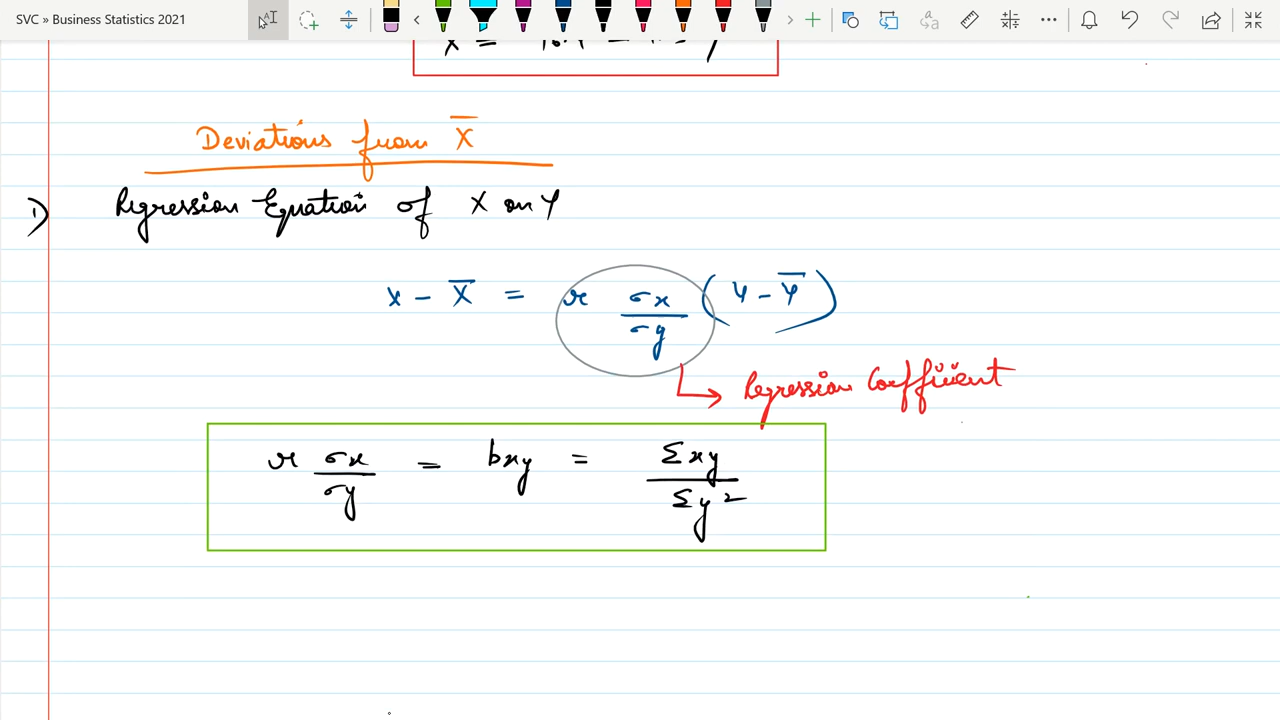 SVC » Business Statistics 2021
Deviations from X̅
1) Regression Equation of X on Y
x - X̅ = r σx/σy (Y - Y̅)
Regression Coefficient
r σx/σy = bxy = Σxy/Σy²